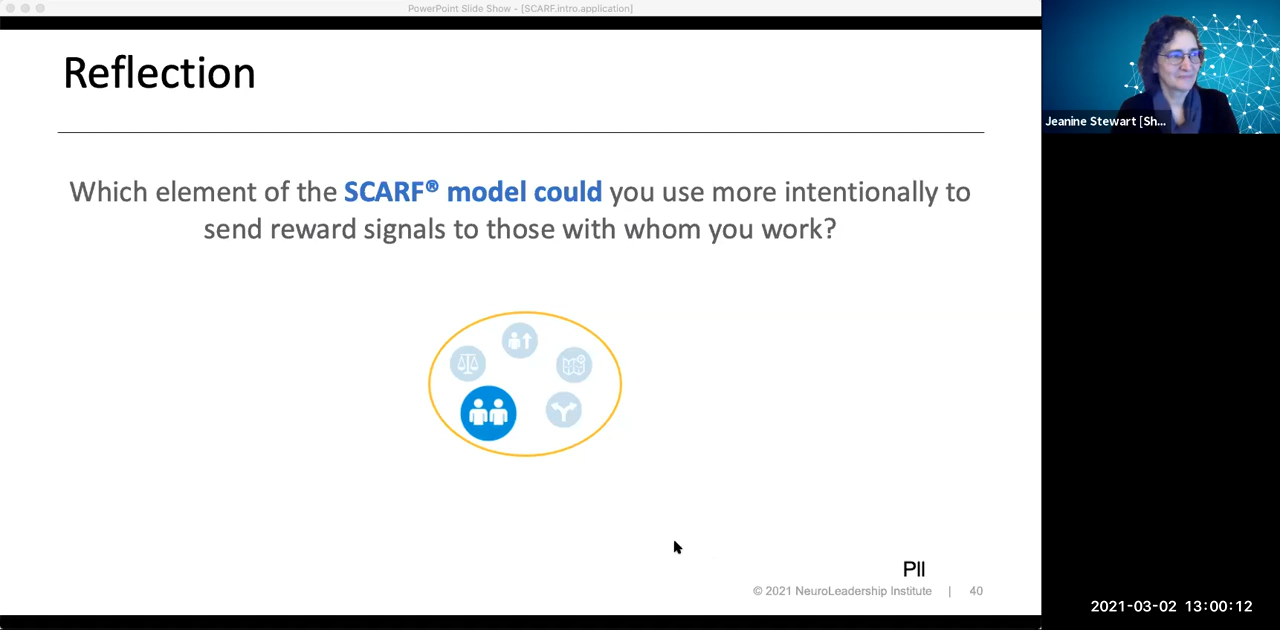 PowerPoint Slide Show - [SCARF.intro.application]
Reflection
Which element of the SCARF® model could you use more intentionally to
send reward signals to those with whom you work?
Jeanine Stewart [Sh...
PII
© 2021 NeuroLeadership Institute | 40
2021-03-02 13:00:12